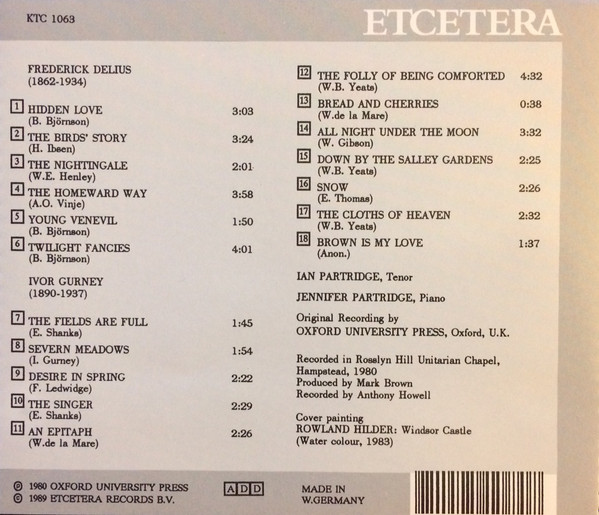 KTC 1063
ETCETERA
FREDERICK DELIUS
(1862-1934)
1 HIDDEN LOVE 3:03
(B. Björnson)
2 THE BIRDS' STORY 3:24
(H. Ibsen)
3 THE NIGHTINGALE 2:01
(W.E. Henley)
4 THE HOMEWARD WAY 3:58
(A.O. Vinje)
5 YOUNG VENEVIL 1:50
(B. Björnson)
6 TWILIGHT FANCIES 4:01
(B. Björnson)
IVOR GURNEY
(1890-1937)
7 THE FIELDS ARE FULL 1:45
(E. Shanks)
8 SEVERN MEADOWS 1:54
(I. Gurney)
9 DESIRE IN SPRING 2:22
(F. Ledwidge)
10 THE SINGER 2:29
(E. Shanks)
11 AN EPITAPH 2:26
(W.de la Mare)
12 THE FOLLY OF BEING COMFORTED 4:32
(W.B. Yeats)
13 BREAD AND CHERRIES 0:38
(W.de la Mare)
14 ALL NIGHT UNDER THE MOON 3:32
(W. Gibson)
15 DOWN BY THE SALLEY GARDENS 2:25
(W.B. Yeats)
16 SNOW 2:26
(E. Thomas)
17 THE CLOTHS OF HEAVEN 2:32
(W.B. Yeats)
18 BROWN IS MY LOVE 1:37
(Anon.)
IAN PARTRIDGE, Tenor
JENNIFER PARTRIDGE, Piano
Original Recording by
OXFORD UNIVERSITY PRESS, Oxford, U.K.
Recorded in Rosslyn Hill Unitarian Chapel,
Hampstead, 1980
Produced by Mark Brown
Recorded by Anthony Howell
Cover painting
ROWLAND HILDER: Windsor Castle
(Water colour, 1983)
℗ 1980 OXFORD UNIVERSITY PRESS
© 1989 ETCETERA RECORDS B.V.
ADD
MADE IN
W.GERMANY